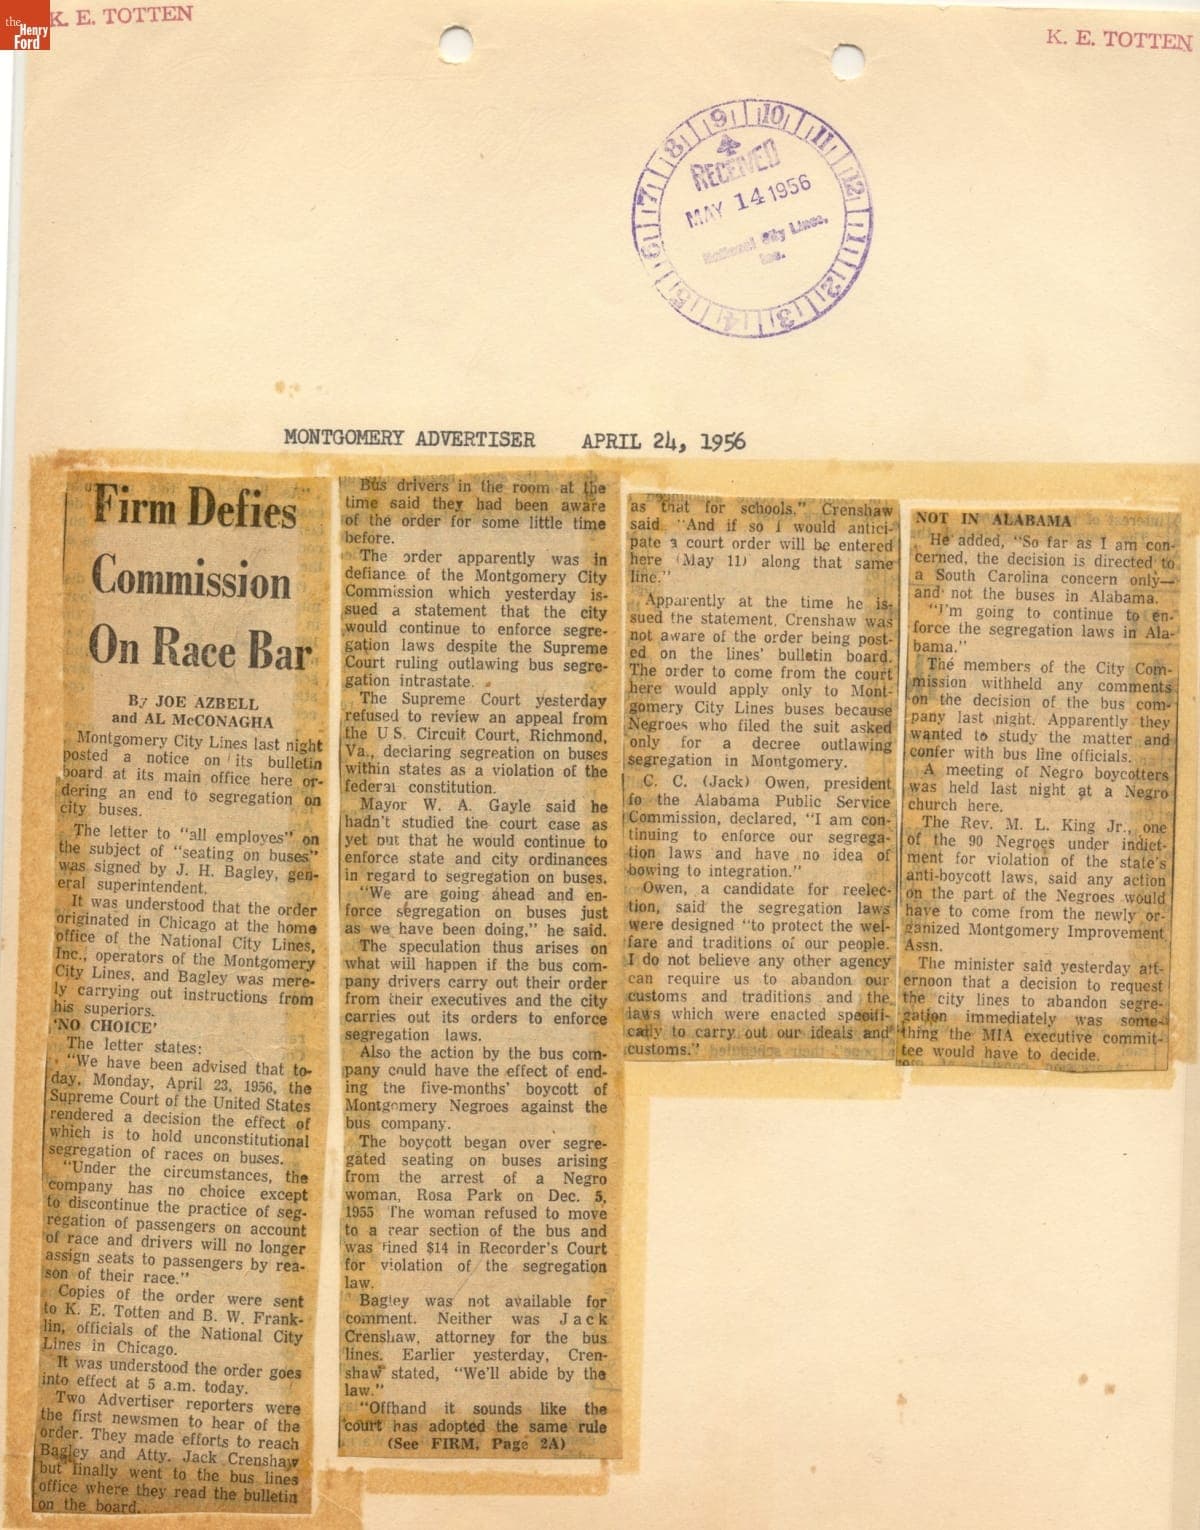 the
Henry
Ford
K. E. TOTTEN
K. E. TOTTEN
9 10 11 12 1 2 3 4 5 6 7 8
RECEIVED
MAY 14 1956
National City Lines,
Inc.
MONTGOMERY ADVERTISER APRIL 24, 1956
Firm Defies
Commission
On Race Bar
By JOE AZBELL
and AL McCONAGHA
Montgomery City Lines last night
posted a notice on its bulletin
board at its main office here or-
dering an end to segregation on
city buses.
The letter to "all employes" on
the subject of "seating on buses"
was signed by J. H. Bagley, gen-
eral superintendent.
It was understood that the order
originated in Chicago at the home
office of the National City Lines,
Inc., operators of the Montgomery
City Lines, and Bagley was mere-
ly carrying out instructions from
his superiors.
'NO CHOICE'
The letter states:
"We have been advised that to-
day, Monday, April 23, 1956, the
Supreme Court of the United States
rendered a decision the effect of
which is to hold unconstitutional
segregation of races on buses.
"Under the circumstances, the
company has no choice except
to discontinue the practice of seg-
regation of passengers on account
of race and drivers will no longer
assign seats to passengers by rea-
son of their race."
Copies of the order were sent
to K. E. Totten and B. W. Frank-
lin, officials of the National City
Lines in Chicago.
It was understood the order goes
into effect at 5 a.m. today.
Two Advertiser reporters were
the first newsmen to hear of the
order. They made efforts to reach
Bagley and Atty. Jack Crenshaw
but finally went to the bus lines
office where they read the bulletin
on the board.
Bus drivers in the room at the
time said they had been aware
of the order for some little time
before.
The order apparently was in
defiance of the Montgomery City
Commission which yesterday is-
sued a statement that the city
would continue to enforce segre-
gation laws despite the Supreme
Court ruling outlawing bus segre-
gation intrastate.
The Supreme Court yesterday
refused to review an appeal from
the U.S. Circuit Court, Richmond,
Va., declaring segreation on buses
within states as a violation of the
federal constitution.
Mayor W. A. Gayle said he
hadn't studied the court case as
yet but that he would continue to
enforce state and city ordinances
in regard to segregation on buses.
"We are going ahead and en-
force segregation on buses just
as we have been doing," he said.
The speculation thus arises on
what will happen if the bus com-
pany drivers carry out their order
from their executives and the city
carries out its orders to enforce
segregation laws.
Also the action by the bus com-
pany could have the effect of end-
ing the five-months' boycott of
Montgomery Negroes against the
bus company.
The boycott began over segre-
gated seating on buses arising
from the arrest of a Negro
woman, Rosa Park on Dec. 5,
1955 The woman refused to move
to a rear section of the bus and
was fined $14 in Recorder's Court
for violation of the segregation
law.
Bagley was not available for
comment. Neither was Jack
Crenshaw, attorney for the bus
lines. Earlier yesterday, Cren-
shaw stated, "We'll abide by the
law."
"Offhand it sounds like the
court has adopted the same rule
(See FIRM, Page 2A)
as that for schools." Crenshaw
said. "And if so I would antici-
pate a court order will be entered
here (May 11) along that same
line."
Apparently at the time he is-
sued the statement, Crenshaw was
not aware of the order being post-
ed on the lines' bulletin board.
The order to come from the court
here would apply only to Mont-
gomery City Lines buses because
Negroes who filed the suit asked
only for a decree outlawing
segregation in Montgomery.
C. C. (Jack) Owen, president
fo the Alabama Public Service
Commission, declared, "I am con-
tinuing to enforce our segrega-
tion laws and have no idea of
bowing to integration."
Owen, a candidate for reelec-
tion, said the segregation laws
were designed "to protect the wel-
fare and traditions of our people.
I do not believe any other agency
can require us to abandon our
customs and traditions and the
laws which were enacted specifi-
cally to carry out our ideals and
customs."
NOT IN ALABAMA
He added, "So far as I am con-
cerned, the decision is directed to
a South Carolina concern only—
and not the buses in Alabama.
"I'm going to continue to en-
force the segregation laws in Ala-
bama."
The members of the City Com-
mission withheld any comments
on the decision of the bus com-
pany last night. Apparently they
wanted to study the matter and
confer with bus line officials.
A meeting of Negro boycotters
was held last night at a Negro
church here.
The Rev. M. L. King Jr., one
of the 90 Negroes under indict-
ment for violation of the state's
anti-boycott laws, said any action
on the part of the Negroes would
have to come from the newly or-
ganized Montgomery Improvement
Assn.
The minister said yesterday aft-
ernoon that a decision to request
the city lines to abandon segre-
gation immediately was some-
thing the MIA executive commit-
tee would have to decide.